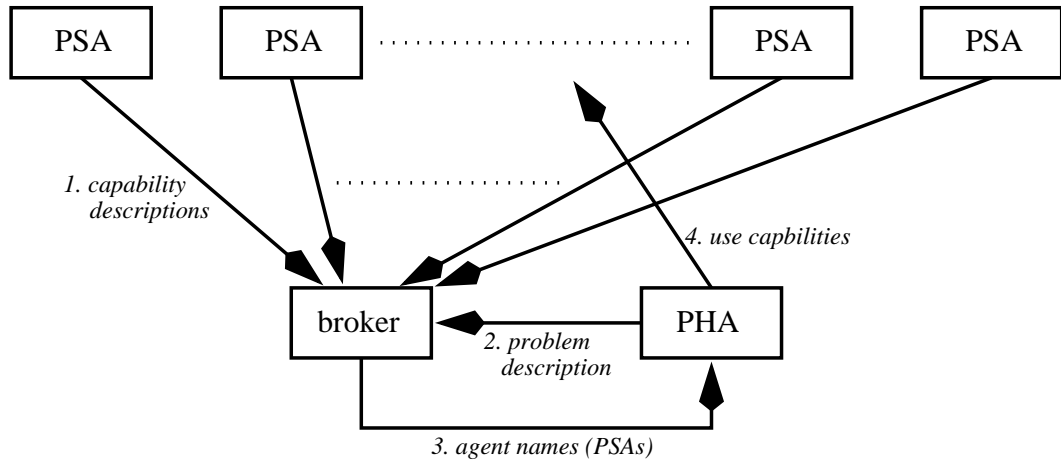 PSA
PSA
PSA
PSA
1. capability
descriptions
4. use capbilities
broker
PHA
2. problem
description
3. agent names (PSAs)